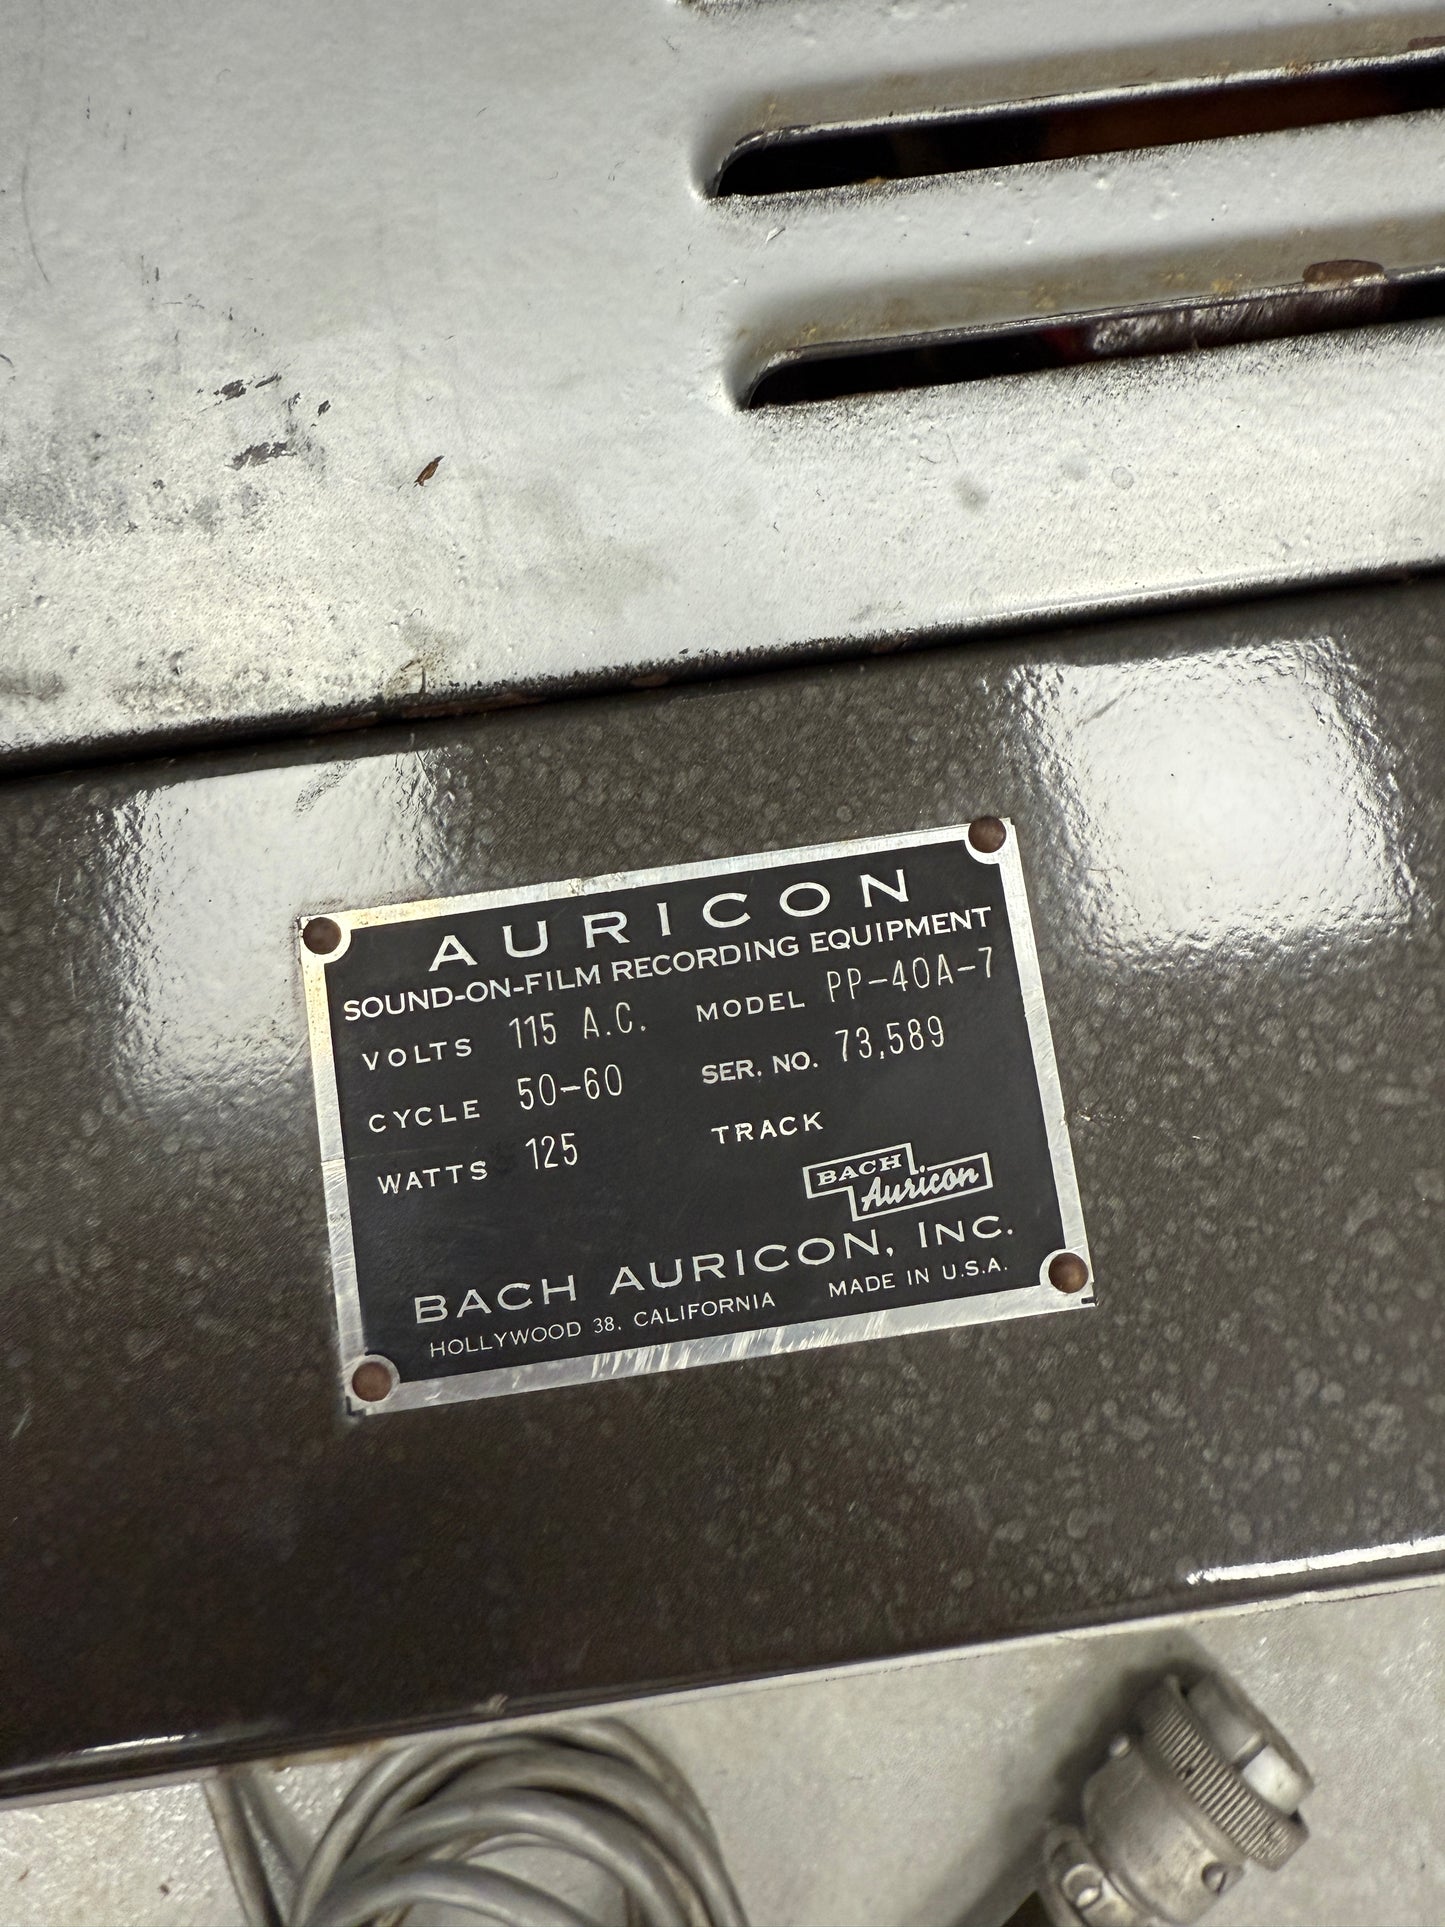 AURICON
SOUND-ON-FILM RECORDING EQUIPMENT
VOLTS 115 A.C. MODEL PP-40A-7
CYCLE 50-60 SER. NO. 73,589
WATTS 125 TRACK
BACH
Auricon
BACH AURICON, INC.
HOLLYWOOD 38, CALIFORNIA MADE IN U.S.A.